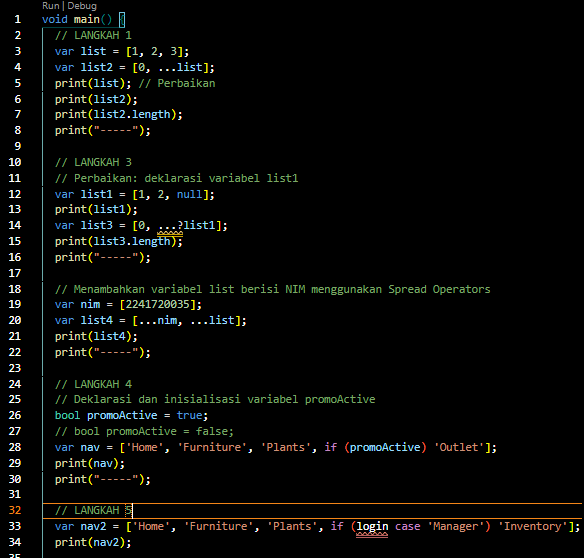 Run | Debug
1 void main() {
2 // LANGKAH 1
3 var list = [1, 2, 3];
4 var list2 = [0, ...list];
5 print(list); // Perbaikan
6 print(list2);
7 print(list2.length);
8 print("-----");
9
10 // LANGKAH 3
11 // Perbaikan: deklarasi variabel list1
12 var list1 = [1, 2, null];
13 print(list1);
14 var list3 = [0, ...?list1];
15 print(list3.length);
16 print("-----");
17
18 // Menambahkan variabel list berisi NIM menggunakan Spread Operators
19 var nim = [2241720035];
20 var list4 = [...nim, ...list];
21 print(list4);
22 print("-----");
23
24 // LANGKAH 4
25 // Deklarasi dan inisialisasi variabel promoActive
26 bool promoActive = true;
27 // bool promoActive = false;
28 var nav = ['Home', 'Furniture', 'Plants', if (promoActive) 'Outlet'];
29 print(nav);
30 print("-----");
31
32 // LANGKAH 5
33 var nav2 = ['Home', 'Furniture', 'Plants', if (login case 'Manager') 'Inventory'];
34 print(nav2);
35